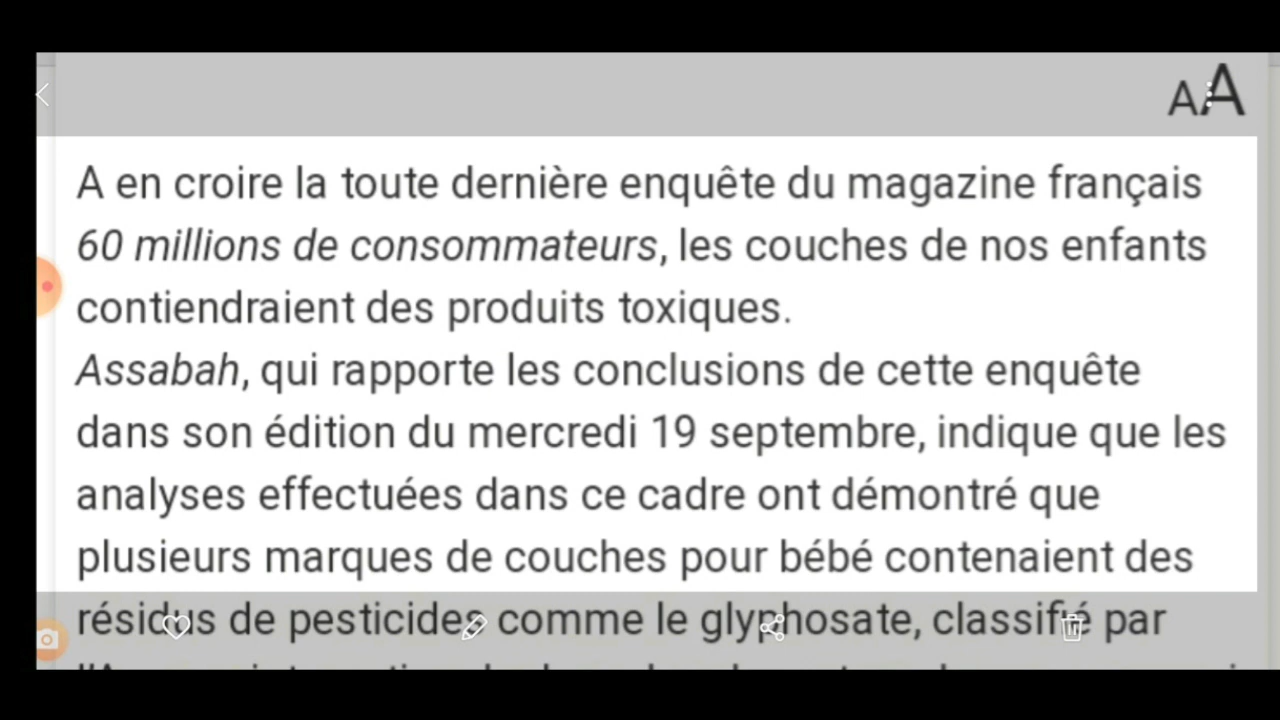 AA
A en croire la toute dernière enquête du magazine français
60 millions de consommateurs, les couches de nos enfants
contiendraient des produits toxiques.
Assabah, qui rapporte les conclusions de cette enquête
dans son édition du mercredi 19 septembre, indique que les
analyses effectuées dans ce cadre ont démontré que
plusieurs marques de couches pour bébé contenaient des
résidus de pesticides comme le glyphosate, classifié par